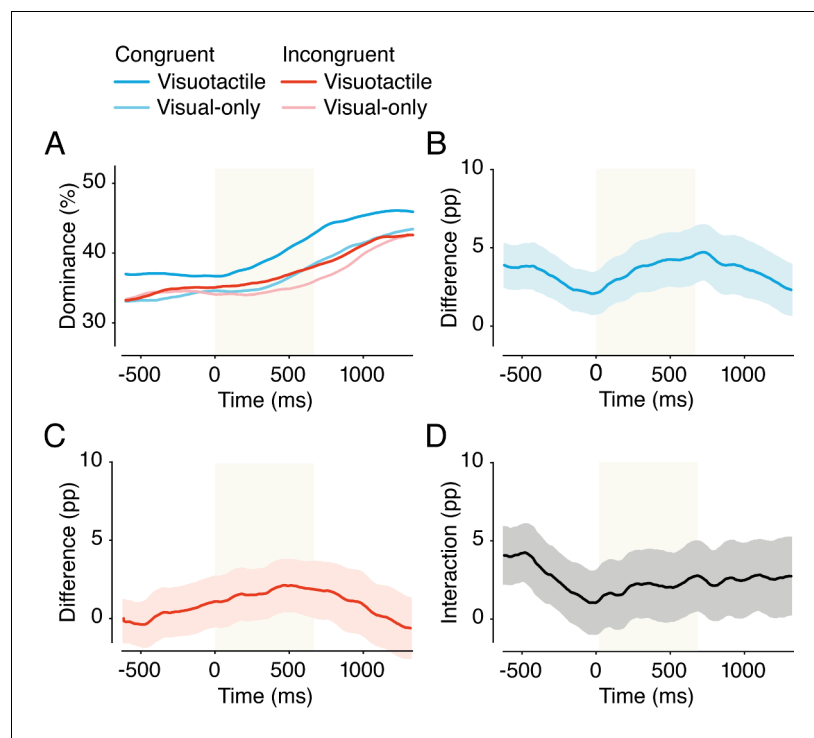 Congruent Incongruent
Visuotactile Visuotactile
Visual-only Visual-only
A
50
40
30
Dominance (%)
-500 0 500 1000
Time (ms)
B
10
5
0
Difference (pp)
-500 0 500 1000
Time (ms)
C
10
5
0
Difference (pp)
-500 0 500 1000
Time (ms)
D
10
5
0
Interaction (pp)
-500 0 500 1000
Time (ms)